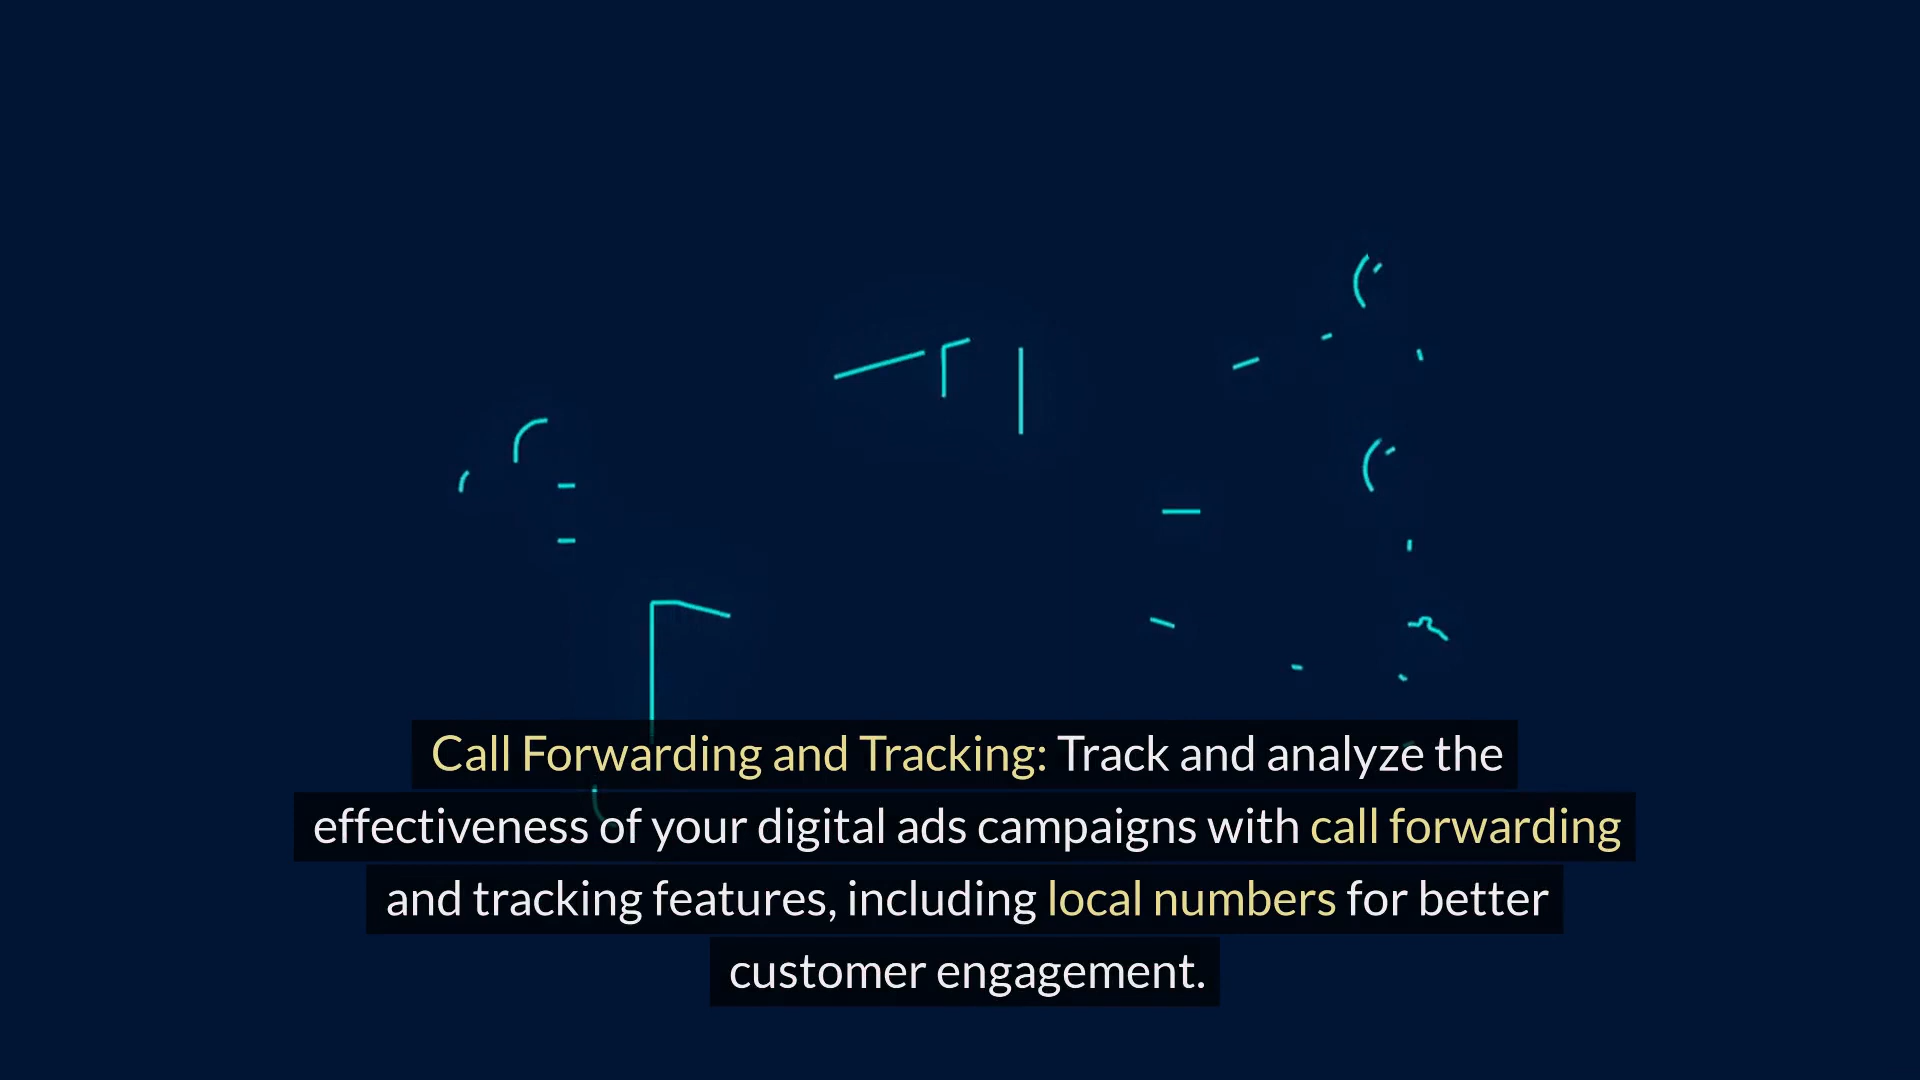 Call Forwarding and Tracking: Track and analyze the
effectiveness of your digital ads campaigns with call forwarding
and tracking features, including local numbers for better
customer engagement.